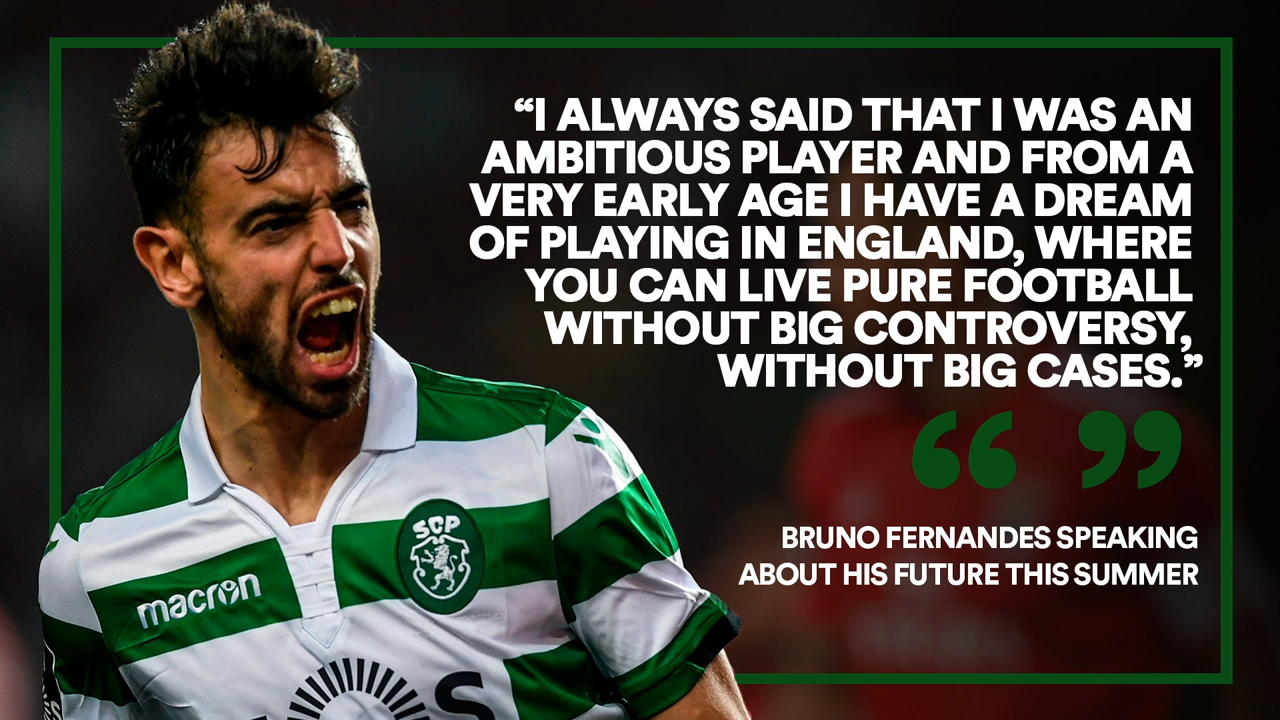 “I ALWAYS SAID THAT I WAS AN
AMBITIOUS PLAYER AND FROM A
VERY EARLY AGE I HAVE A DREAM
OF PLAYING IN ENGLAND, WHERE
YOU CAN LIVE PURE FOOTBALL
WITHOUT BIG CONTROVERSY,
WITHOUT BIG CASES.”
“ ”
BRUNO FERNANDES SPEAKING
ABOUT HIS FUTURE THIS SUMMER
SCP
macron